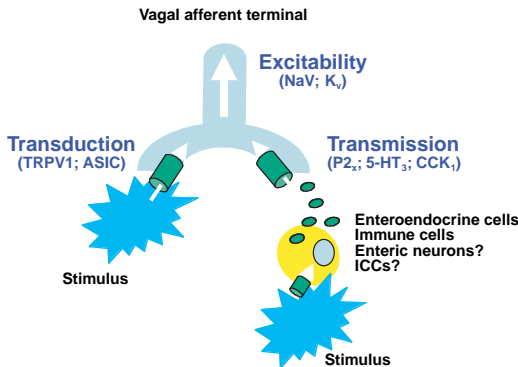 Vagal afferent terminal
Excitability
(NaV; Kv)
Transduction
(TRPV1; ASIC)
Transmission
(P2x; 5-HT3; CCK1)
Enteroendocrine cells
Immune cells
Enteric neurons?
ICCs?
Stimulus
Stimulus